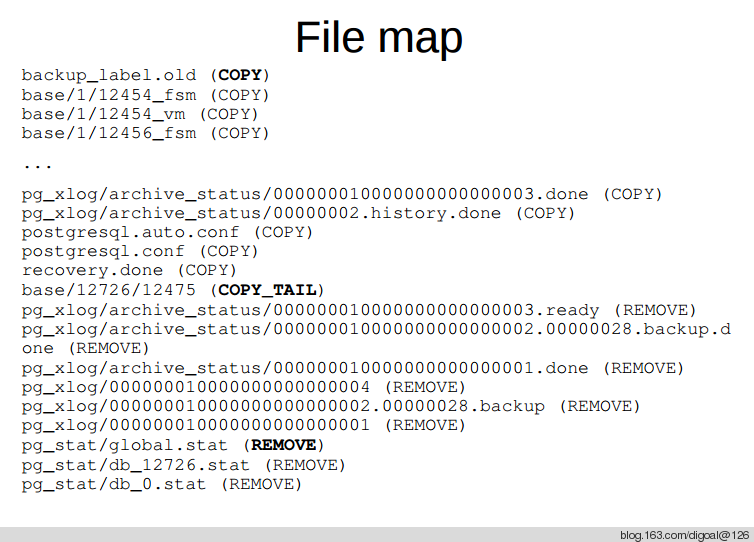 File map
backup_label.old (COPY)
base/1/12454_fsm (COPY)
base/1/12454_vm (COPY)
base/1/12456_fsm (COPY)
...
pg_xlog/archive_status/000000010000000000000003.done (COPY)
pg_xlog/archive_status/00000002.history.done (COPY)
postgresql.auto.conf (COPY)
postgresql.conf (COPY)
recovery.done (COPY)
base/12726/12475 (COPY_TAIL)
pg_xlog/archive_status/000000010000000000000003.ready (REMOVE)
pg_xlog/archive_status/000000010000000000000002.00000028.backup.d
one (REMOVE)
pg_xlog/archive_status/000000010000000000000001.done (REMOVE)
pg_xlog/000000010000000000000004 (REMOVE)
pg_xlog/000000010000000000000002.00000028.backup (REMOVE)
pg_xlog/000000010000000000000001 (REMOVE)
pg_stat/global.stat (REMOVE)
pg_stat/db_12726.stat (REMOVE)
pg_stat/db_0.stat (REMOVE)
blog.163.com/digoal@126